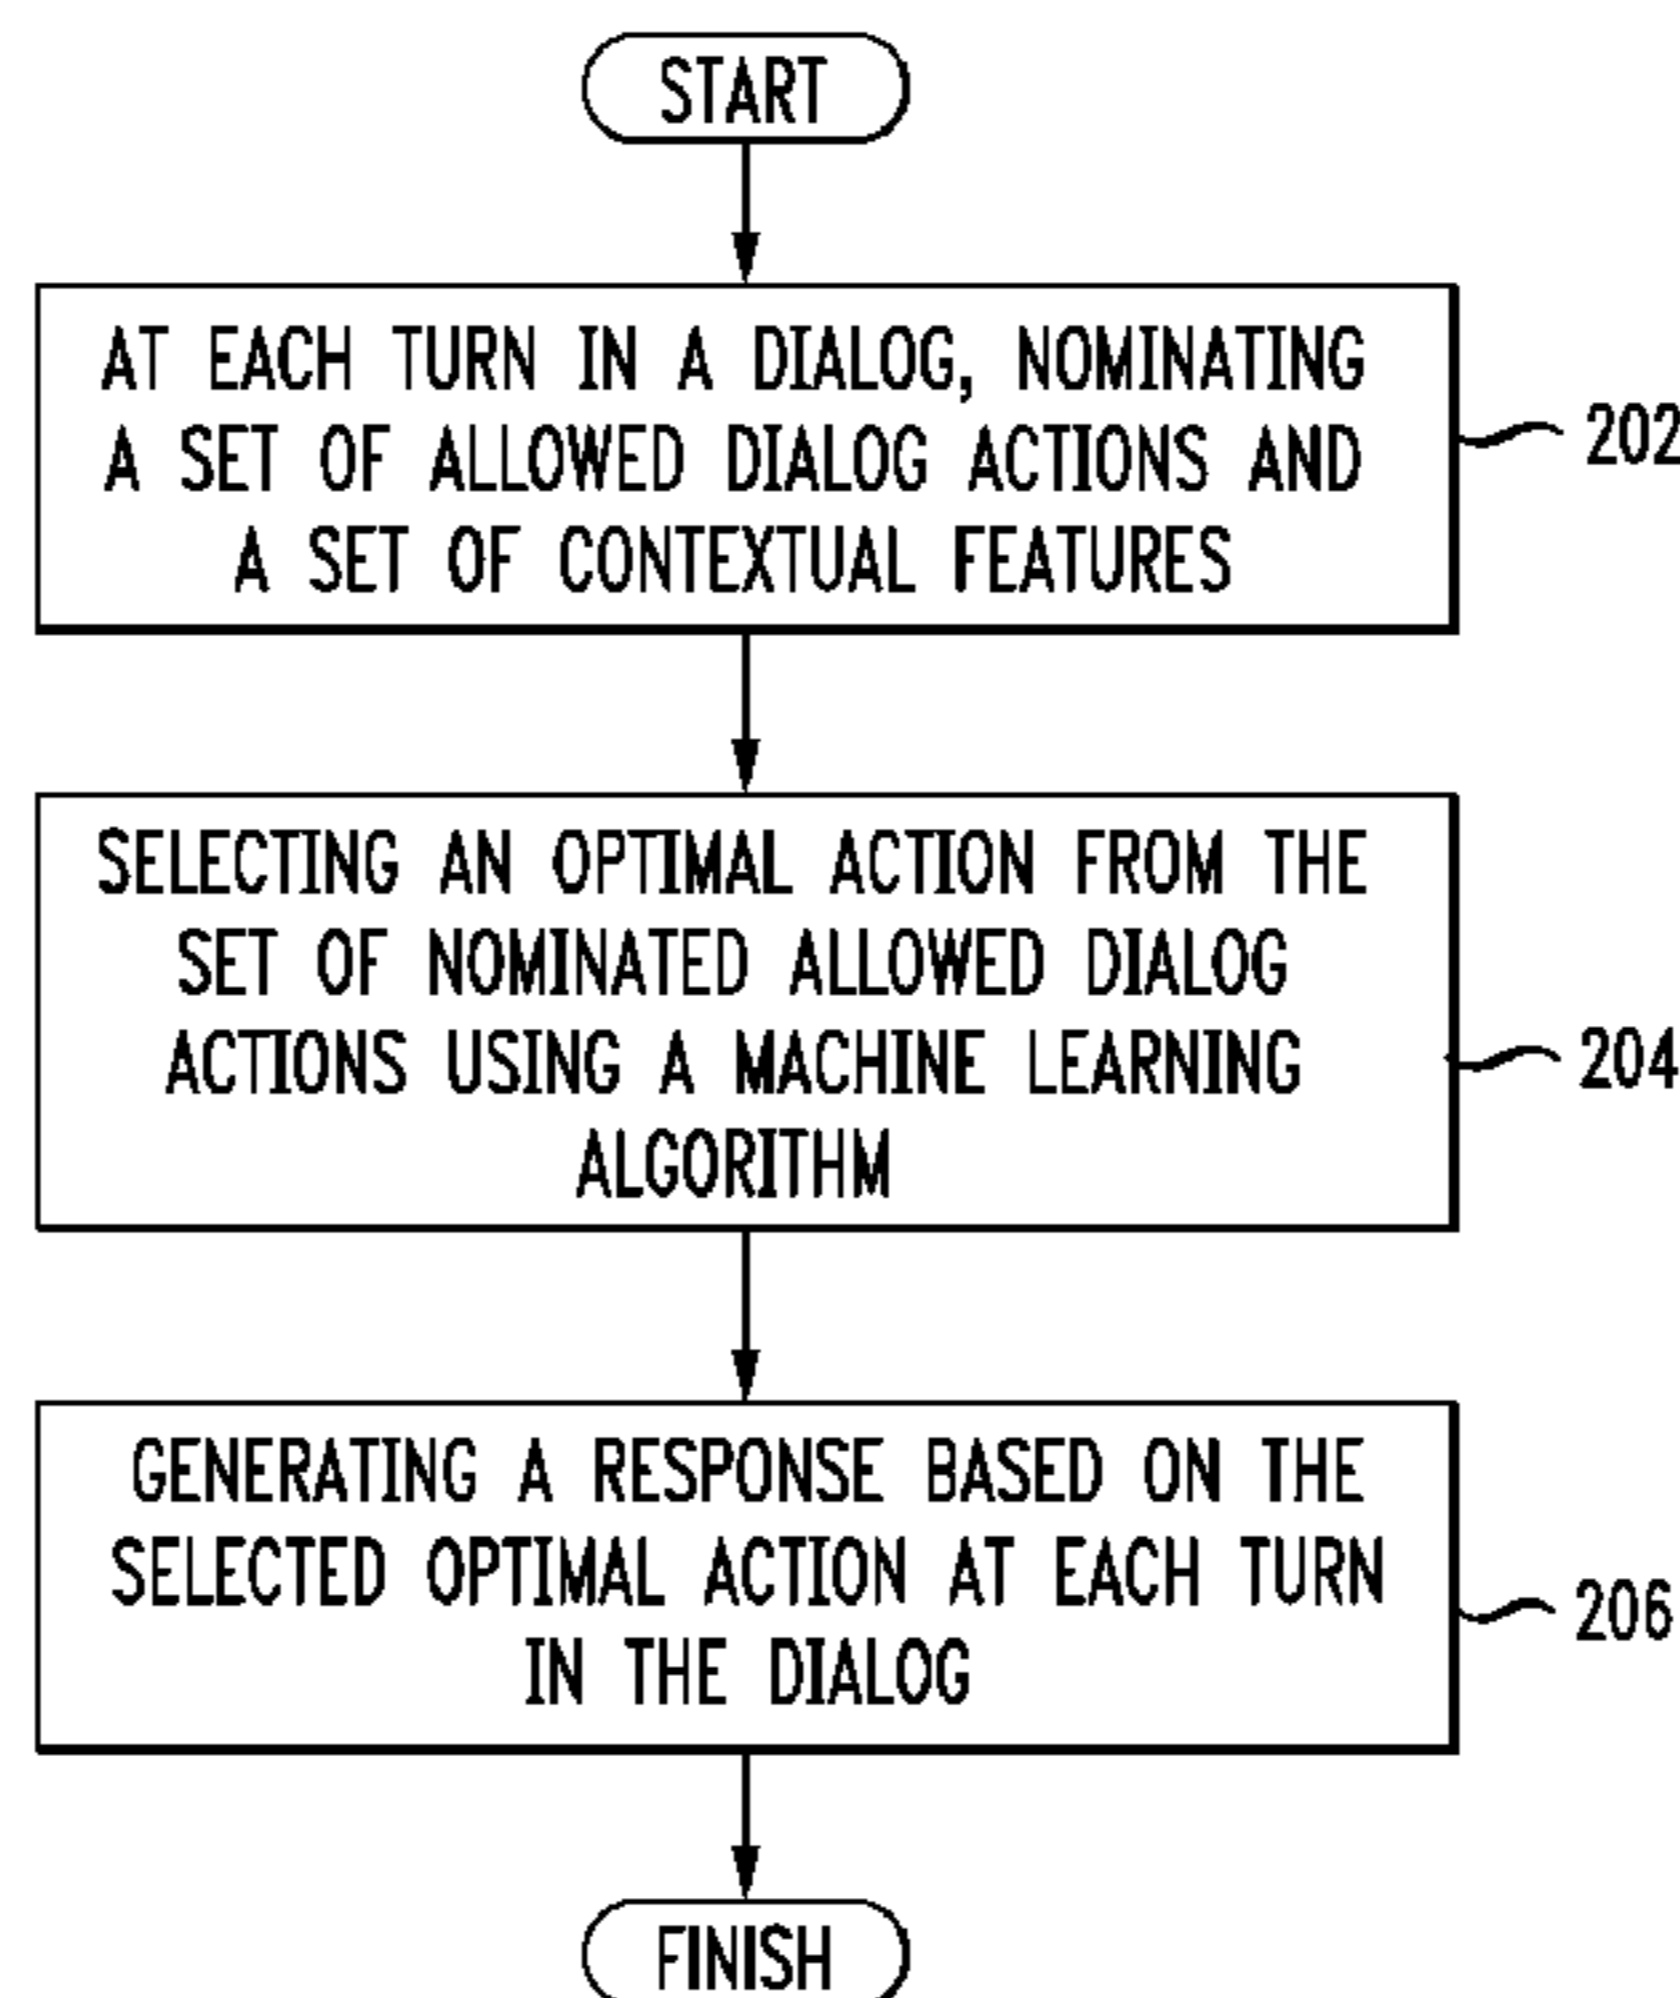 START
AT EACH TURN IN A DIALOG, NOMINATING
A SET OF ALLOWED DIALOG ACTIONS AND
A SET OF CONTEXTUAL FEATURES
202
SELECTING AN OPTIMAL ACTION FROM THE
SET OF NOMINATED ALLOWED DIALOG
ACTIONS USING A MACHINE LEARNING
ALGORITHM
204
GENERATING A RESPONSE BASED ON THE
SELECTED OPTIMAL ACTION AT EACH TURN
IN THE DIALOG
206
FINISH